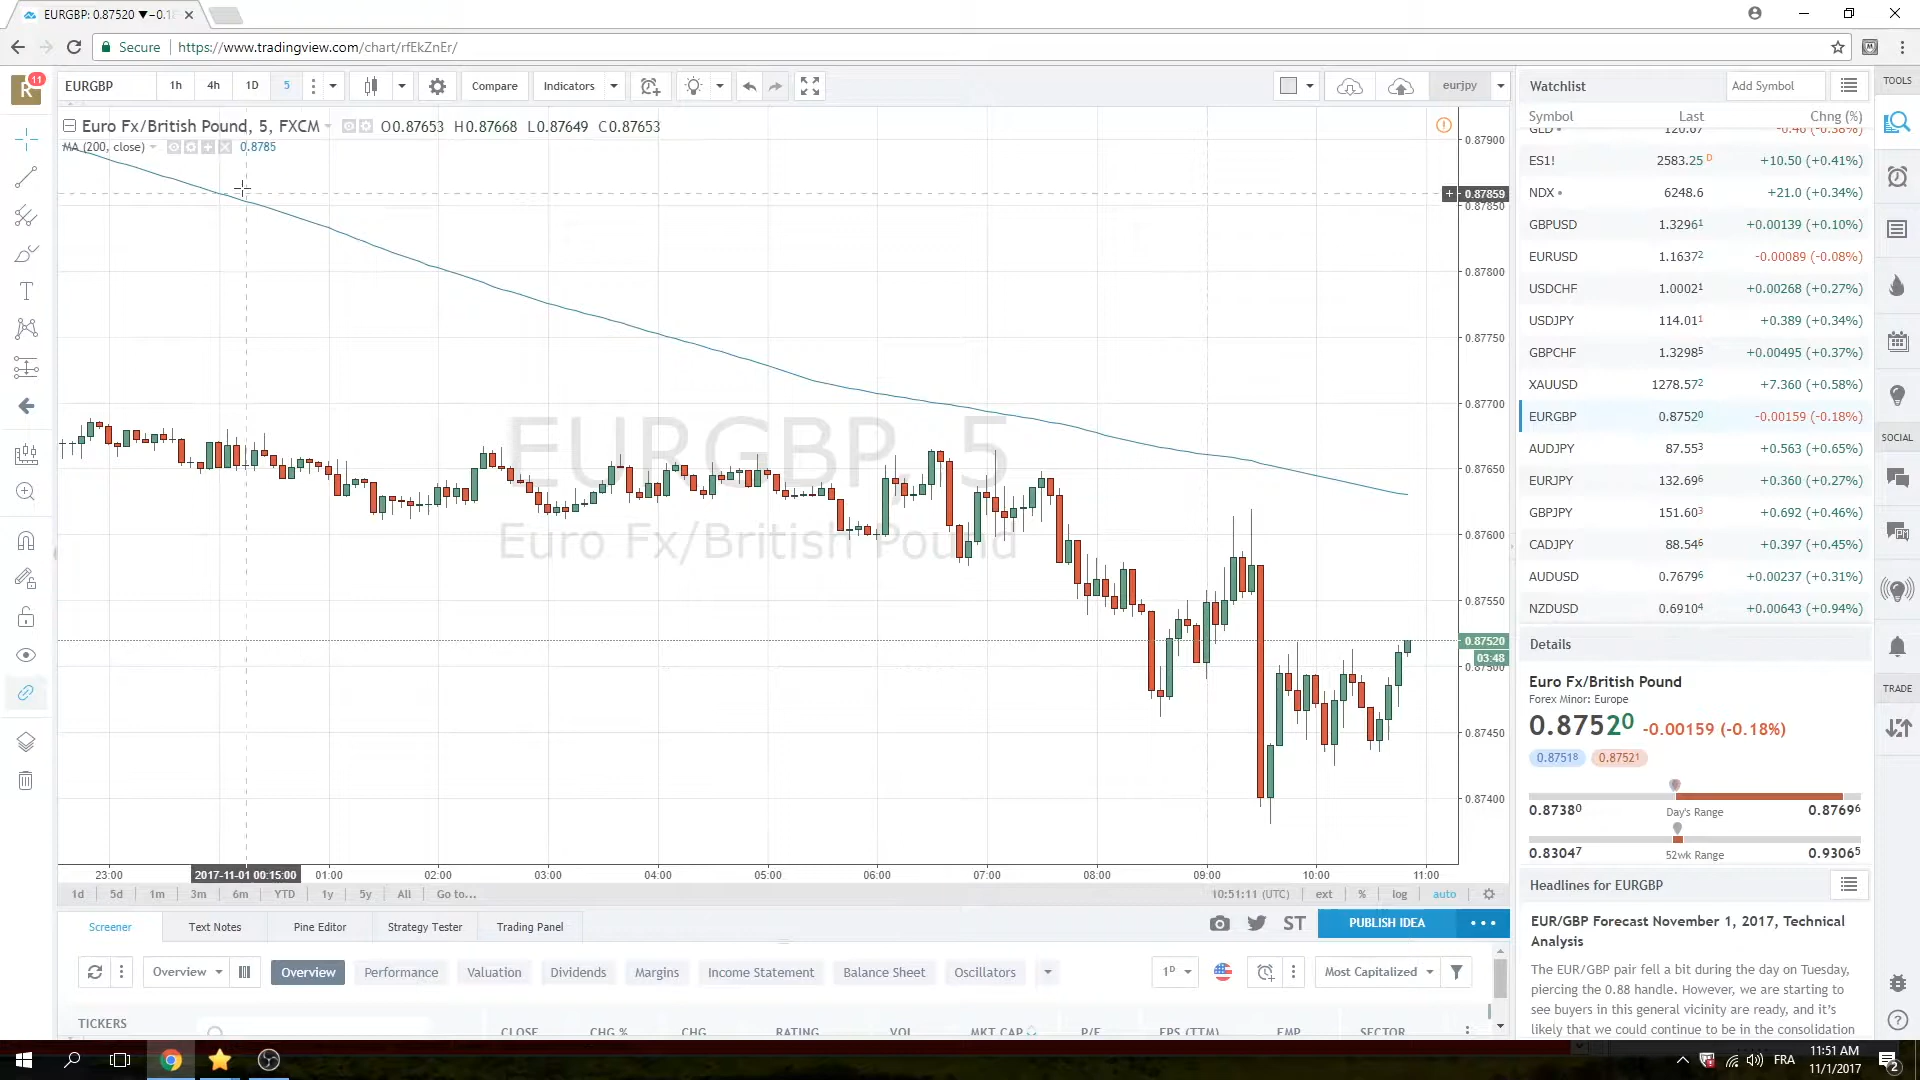 EURGBP: 0.87520 ▼−0.1
Secure https://www.tradingview.com/chart/rfEkZnEr/
R 11
EURGBP 1h 4h 1D 5 Compare Indicators eurjpy
Euro Fx/British Pound, 5, FXCM O0.87653 H0.87668 L0.87649 C0.87653
MA (200, close) 0.8785
EURGBP, 5
Euro Fx/British Pound
0.87900
0.87859
0.87850
0.87800
0.87750
0.87700
0.87650
0.87600
0.87550
0.87520
03:48
0.87500
0.87450
0.87400
23:00 2017-11-01 00:15:00 01:00 02:00 03:00 04:00 05:00 06:00 07:00 08:00 09:00 10:00 11:00
1d 5d 1m 3m 6m YTD 1y 5y All Go to... 10:51:11 (UTC) ext % log auto
Screener Text Notes Pine Editor Strategy Tester Trading Panel ST PUBLISH IDEA
Overview Overview Performance Valuation Dividends Margins Income Statement Balance Sheet Oscillators 1D Most Capitalized
TICKERS CLOSE CHG % CHG RATING VOL MKT CAP P/E EPS (TTM) EMP SECTOR
Watchlist Add Symbol
Symbol Last Chng (%)
GLD 120.67 -0.46 (-0.38%)
ES1! 2583.25 D +10.50 (+0.41%)
NDX 6248.6 +21.0 (+0.34%)
GBPUSD 1.32961 +0.00139 (+0.10%)
EURUSD 1.16372 -0.00089 (-0.08%)
USDCHF 1.00021 +0.00268 (+0.27%)
USDJPY 114.011 +0.389 (+0.34%)
GBPCHF 1.32985 +0.00495 (+0.37%)
XAUUSD 1278.572 +7.360 (+0.58%)
EURGBP 0.87520 -0.00159 (-0.18%)
AUDJPY 87.553 +0.563 (+0.65%)
EURJPY 132.696 +0.360 (+0.27%)
GBPJPY 151.603 +0.692 (+0.46%)
CADJPY 88.546 +0.397 (+0.45%)
AUDUSD 0.76796 +0.00237 (+0.31%)
NZDUSD 0.69104 +0.00643 (+0.94%)
Details
Euro Fx/British Pound
Forex Minor: Europe
0.87520 -0.00159 (-0.18%)
0.87518 0.87521
0.87380 Day's Range 0.87696
0.83047 52wk Range 0.93065
Headlines for EURGBP
EUR/GBP Forecast November 1, 2017, Technical
Analysis
The EUR/GBP pair fell a bit during the day on Tuesday,
piercing the 0.88 handle. However, we are starting to
see buyers in this general vicinity are ready, and it's
likely that we could continue to be in the consolidation
TOOLS
SOCIAL
TRADE
FRA 11:51 AM
11/1/2017 2